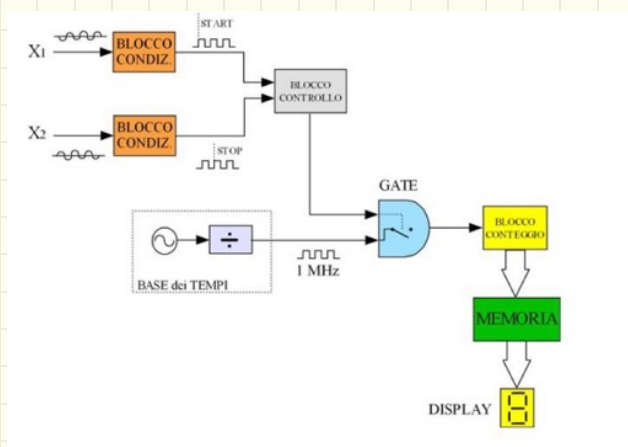 START
X1
BLOCCO
CONDIZ.
BLOCCO
CONTROLLO
X2
BLOCCO
CONDIZ.
STOP
GATE
BLOCCO
CONTEGGIO
÷
1 MHz
BASE dei TEMPI
MEMORIA
DISPLAY